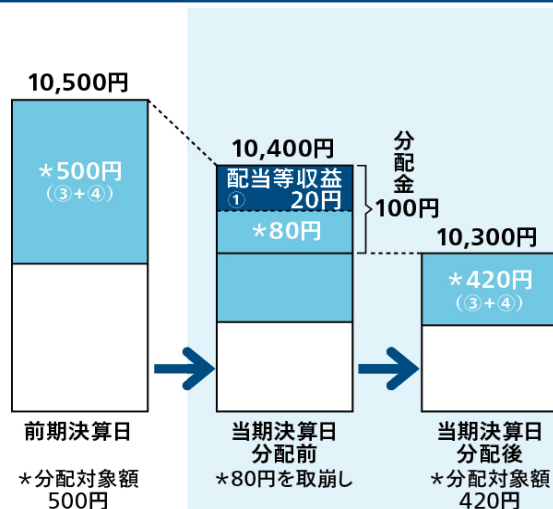 10,500円
*500円
(③+④)
10,400円
配当等収益
① 20円
*80円
分配金
100円
10,300円
*420円
(③+④)
前期決算日
*分配対象額
500円
当期決算日
分配前
*80円を取崩し
当期決算日
分配後
*分配対象額
420円